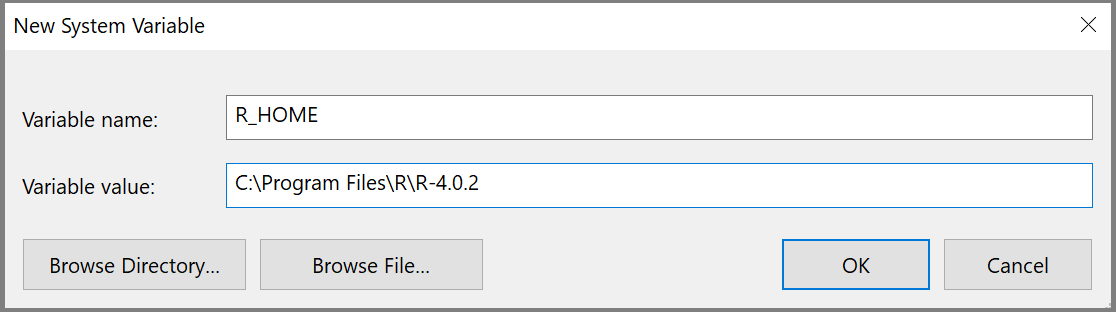 New System Variable
Variable name:
R_HOME
Variable value:
C:\Program Files\R\R-4.0.2
Browse Directory...
Browse File...
OK
Cancel